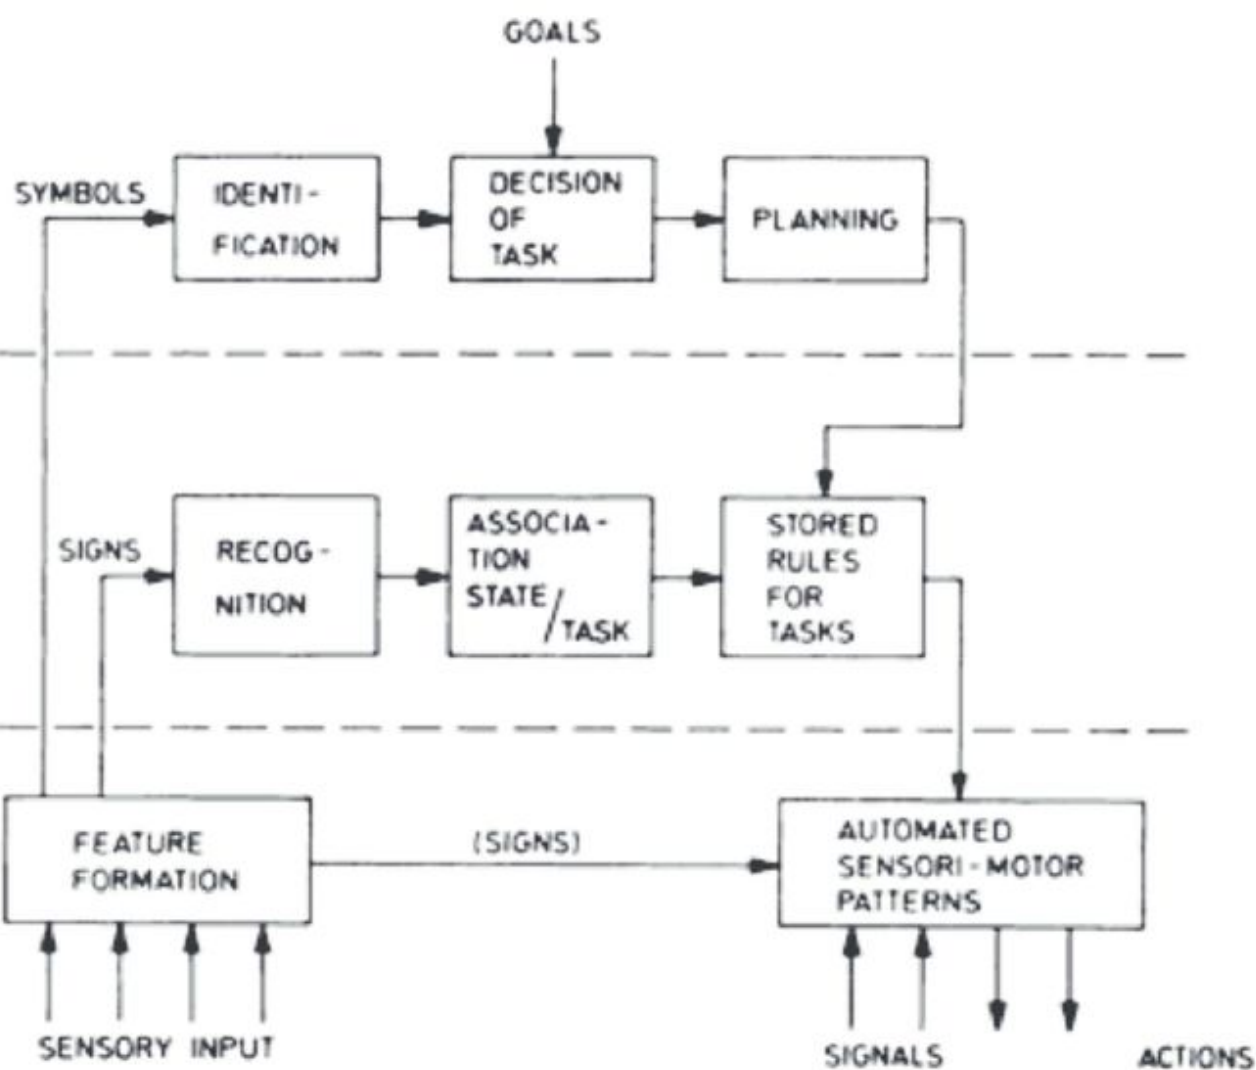 GOALS
SYMBOLS
IDENTI-
FICATION
DECISION
OF
TASK
PLANNING
SIGNS
RECOG-
NITION
ASSOCIA-
TION
STATE/
TASK
STORED
RULES
FOR
TASKS
FEATURE
FORMATION
(SIGNS)
AUTOMATED
SENSORI-MOTOR
PATTERNS
SENSORY INPUT
SIGNALS
ACTIONS